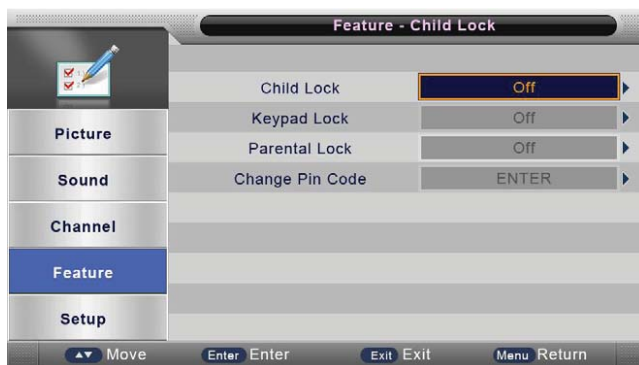 Feature - Child Lock
Child Lock Off
Keypad Lock Off
Parental Lock Off
Change Pin Code ENTER
Picture
Sound
Channel
Feature
Setup
Move Enter Enter Exit Exit Menu Return